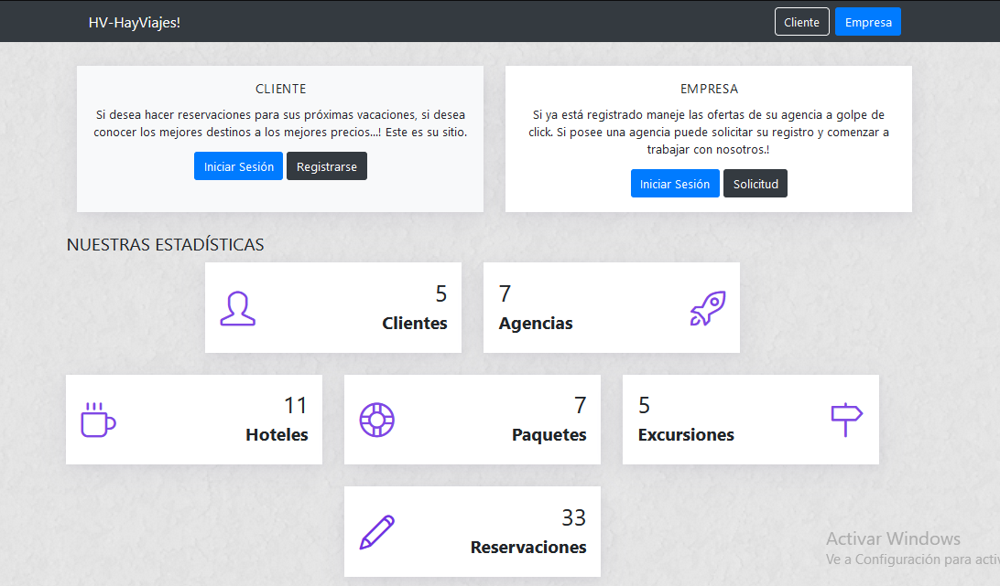 HV-HayViajes!
Cliente
Empresa
CLIENTE
Si desea hacer reservaciones para sus próximas vacaciones, si desea
conocer los mejores destinos a los mejores precios...! Este es su sitio.
Iniciar Sesión
Registrarse
EMPRESA
Si ya está registrado maneje las ofertas de su agencia a golpe de
click. Si posee una agencia puede solicitar su registro y comenzar a
trabajar con nosotros.!
Iniciar Sesión
Solicitud
NUESTRAS ESTADÍSTICAS
5
Clientes
7
Agencias
11
Hoteles
7
Paquetes
5
Excursiones
33
Reservaciones
Activar Windows
Ve a Configuración para activ